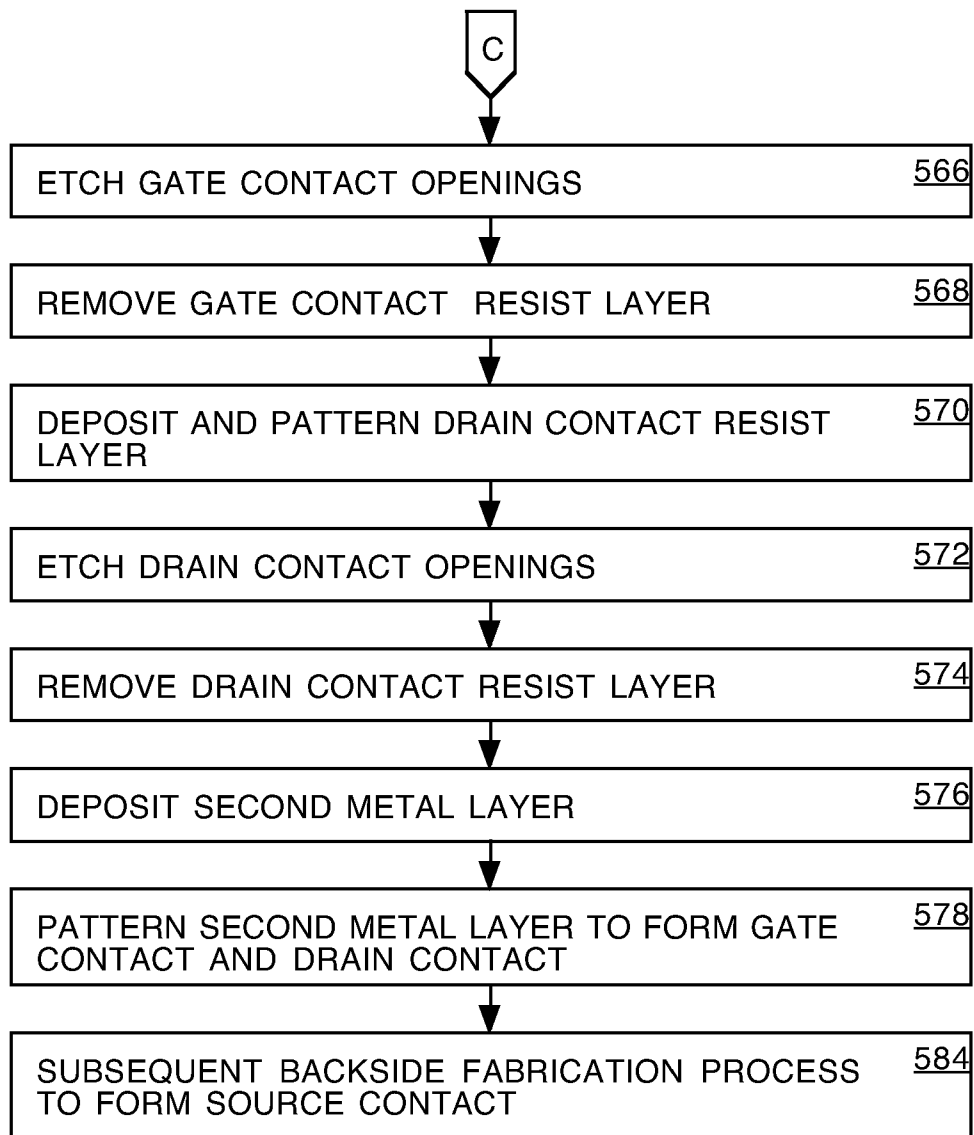 C
ETCH GATE CONTACT OPENINGS 566
REMOVE GATE CONTACT RESIST LAYER 568
DEPOSIT AND PATTERN DRAIN CONTACT RESIST 570
LAYER
ETCH DRAIN CONTACT OPENINGS 572
REMOVE DRAIN CONTACT RESIST LAYER 574
DEPOSIT SECOND METAL LAYER 576
PATTERN SECOND METAL LAYER TO FORM GATE 578
CONTACT AND DRAIN CONTACT
SUBSEQUENT BACKSIDE FABRICATION PROCESS 584
TO FORM SOURCE CONTACT